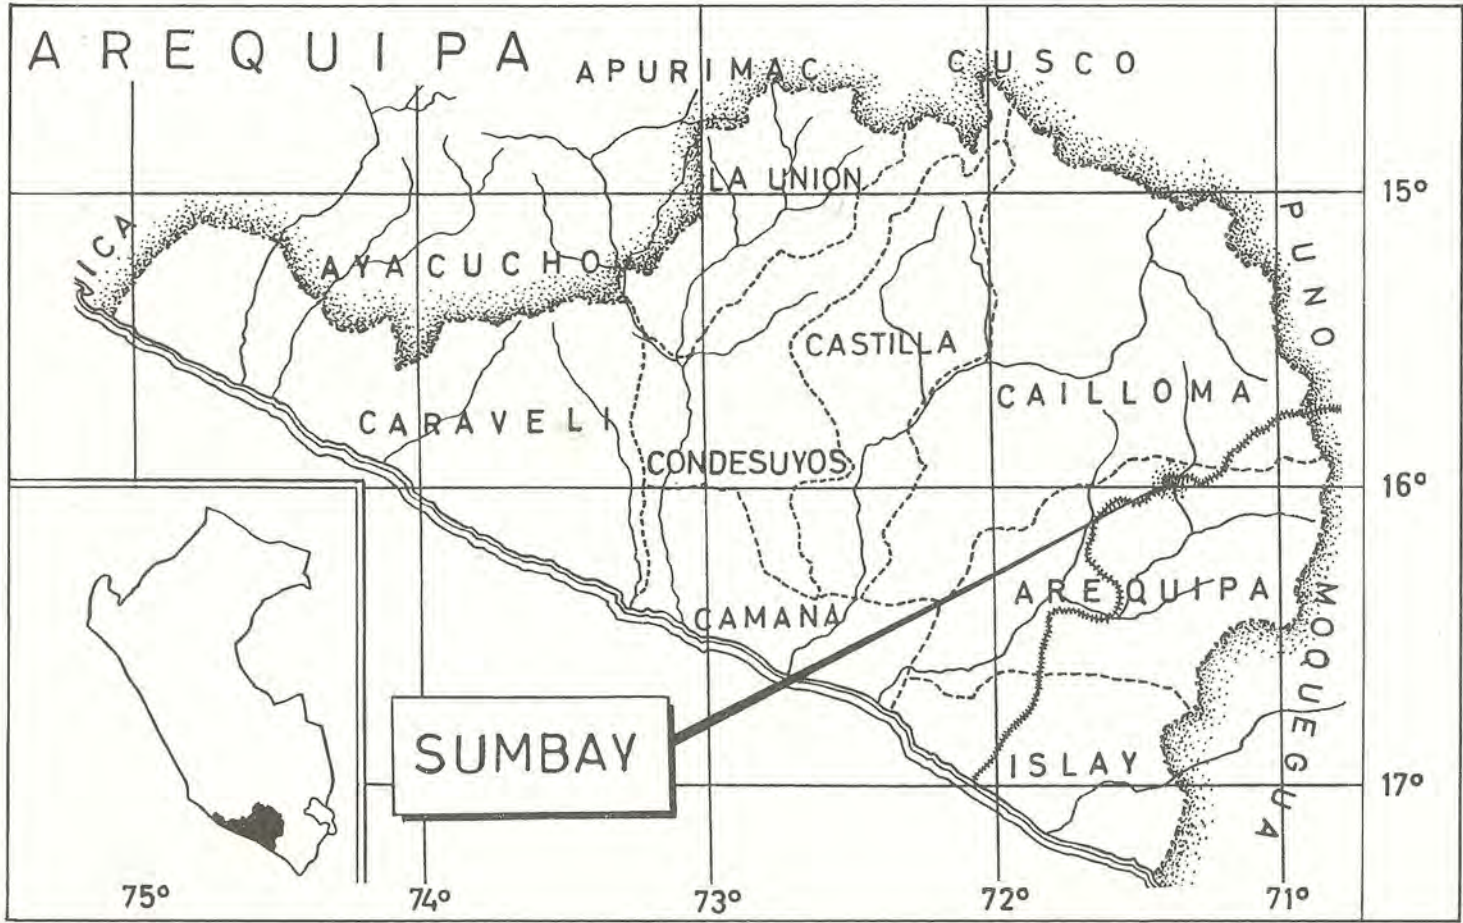 AREQUIPA
APURIMAC
CUSCO
LA UNION
15°
ICA
PUNO
AYACUCHO
CASTILLA
CAILLOMA
CARAVELI
CONDESUYOS
16°
AREQUIPA
CAMANA
MOQUEGUA
SUMBAY
ISLAY
17°
75°
74°
73°
72°
71°